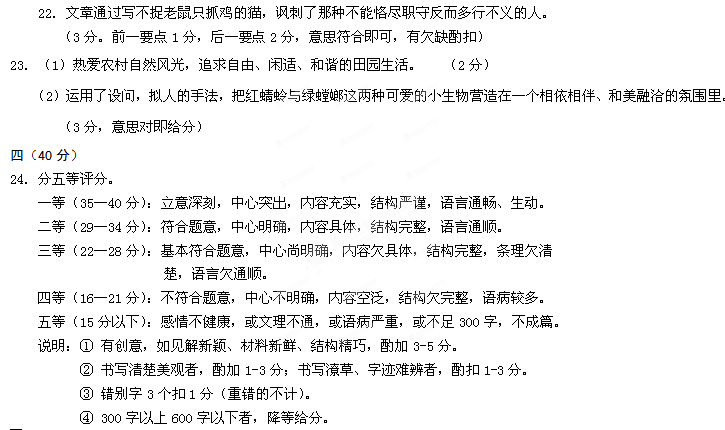 22．文章通过写不捉老鼠只抓鸡的猫，讽刺了那种不能恪尽职守反而多行不义的人。
（3 分。前一要点 1 分，后一要点 2 分，意思符合即可，有欠缺酌扣）
23．（1）热爱农村自然风光，追求自由、闲适、和谐的田园生活。　（2 分）
（2）运用了设问，拟人的手法，把红蜻蛉与绿螳螂这两种可爱的小生物营造在一个相依相伴、和美融洽的氛围里。
（3 分，意思对即给分）
四（40 分）
24．分五等评分。
一等（35—40 分）：立意深刻，中心突出，内容充实，结构严谨，语言通畅、生动。
二等（29—34 分）：符合题意，中心明确，内容具体，结构完整，语言通顺。
三等（22—28 分）：基本符合题意，中心尚明确，内容欠具体，结构完整，条理欠清
楚，语言欠通顺。
四等（16—21 分）：不符合题意，中心不明确，内容空泛，结构欠完整，语病较多。
五等（15 分以下）：感情不健康，或文理不通，或语病严重，或不足 300 字，不成篇。
说明：① 有创意，如见解新颖、材料新鲜、结构精巧，酌加 3-5 分。
② 书写清楚美观者，酌加 1-3 分；书写潦草、字迹难辨者，酌扣 1-3 分。
③ 错别字 3 个扣 1 分（重错的不计）。
④ 300 字以上 600 字以下者，降等给分。